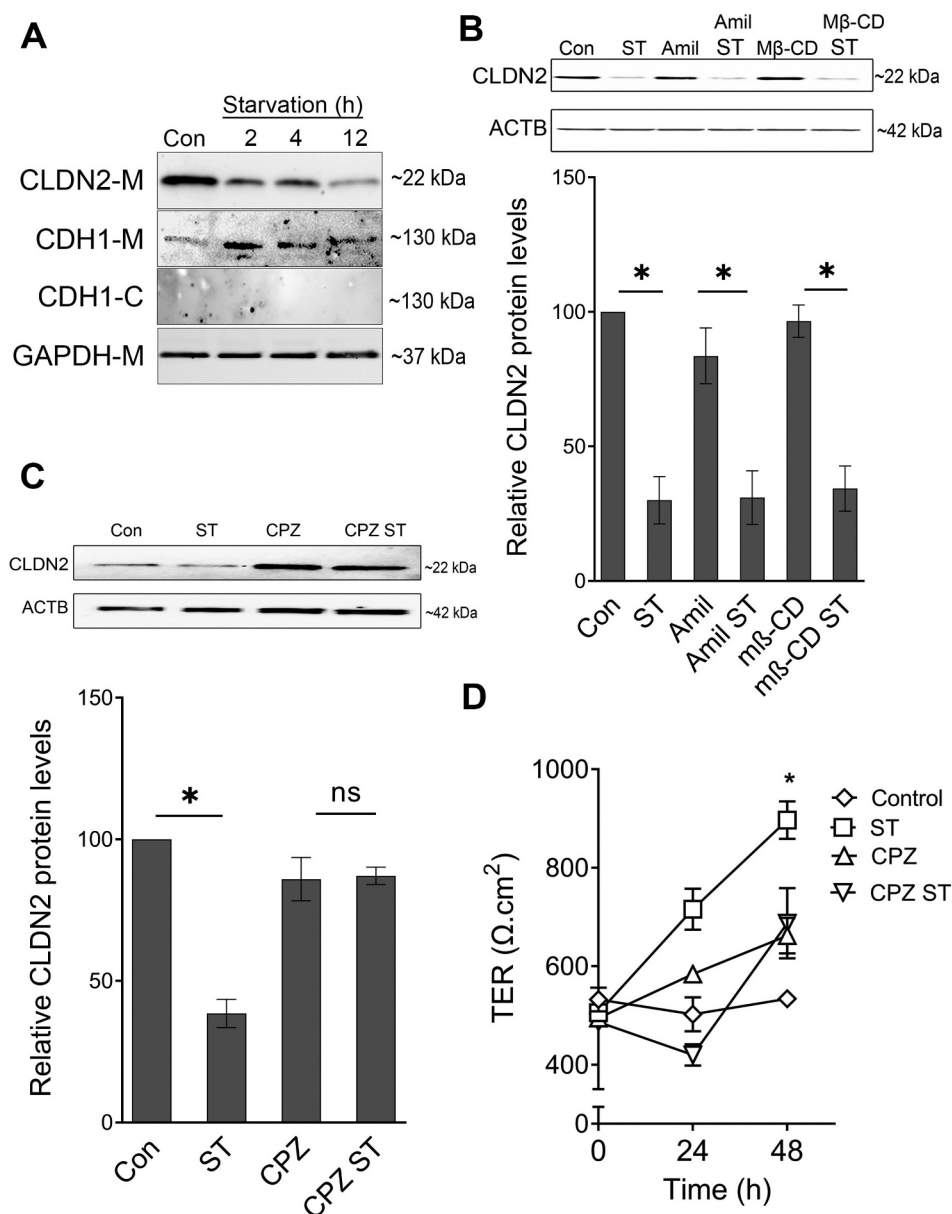 A
Starvation (h)
Con 2 4 12
CLDN2-M ~22 kDa
CDH1-M ~130 kDa
CDH1-C ~130 kDa
GAPDH-M ~37 kDa
B
Con ST Amil Amil ST Mβ-CD Mβ-CD ST
CLDN2 ~22 kDa
ACTB ~42 kDa
Relative CLDN2 protein levels
150
100
50
0
* * *
Con ST Amil Amil ST mß-CD mß-CD ST
C
Con ST CPZ CPZ ST
CLDN2 ~22 kDa
ACTB ~42 kDa
Relative CLDN2 protein levels
150
100
50
0
* ns
Con ST CPZ CPZ ST
D
TER (Ω.cm²)
1000
800
600
400
0
*
Control
ST
CPZ
CPZ ST
0 24 48
Time (h)